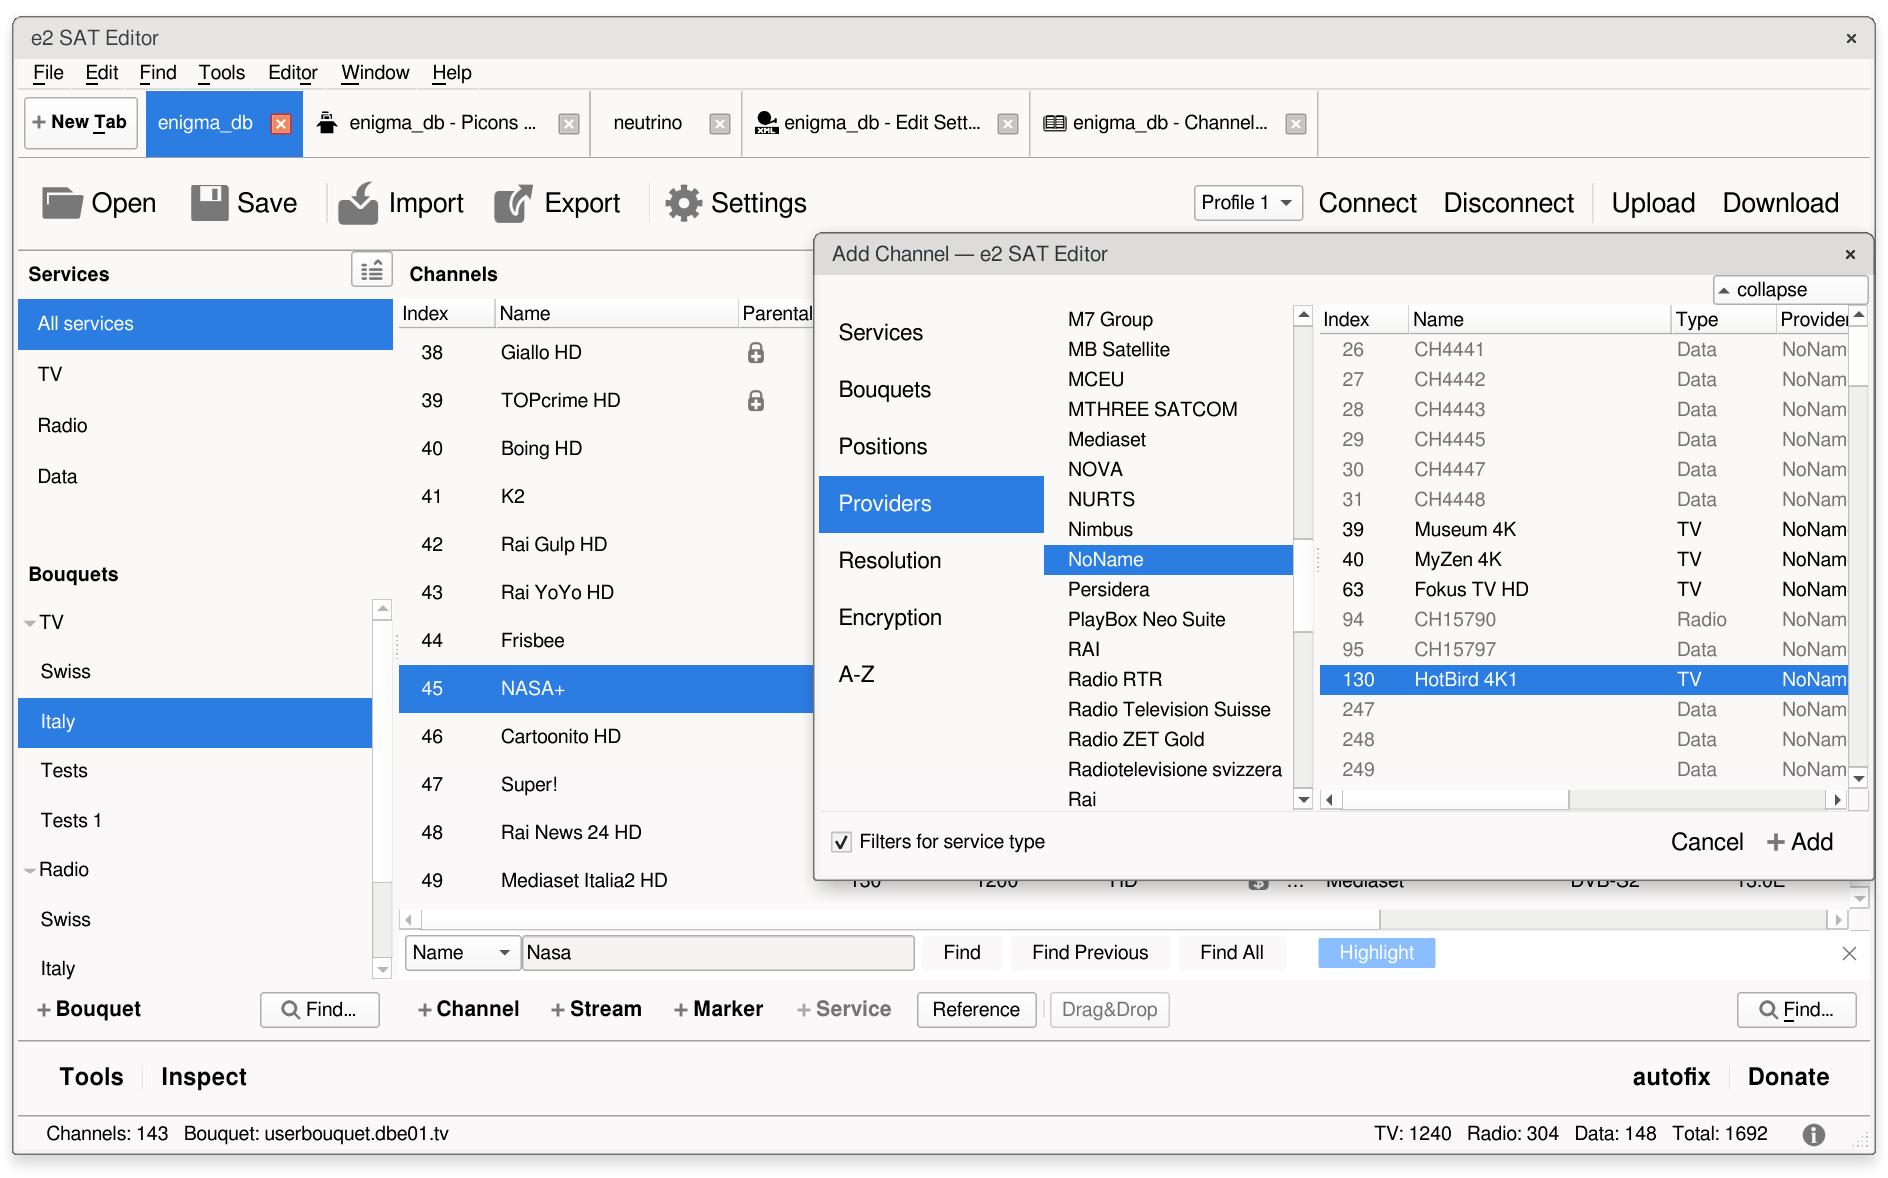 e2 SAT Editor
File Edit Find Tools Editor Window Help
+ New Tab enigma_db enigma_db - Picons ... neutrino enigma_db - Edit Sett... enigma_db - Channel...
Open Save Import Export Settings Profile 1 Connect Disconnect Upload Download
Services
All services
TV
Radio
Data
Bouquets
TV
Swiss
Italy
Tests
Tests 1
Radio
Swiss
Italy
+ Bouquet Find...
Channels
Index Name Parental
38 Giallo HD
39 TOPcrime HD
40 Boing HD
41 K2
42 Rai Gulp HD
43 Rai YoYo HD
44 Frisbee
45 NASA+
46 Cartoonito HD
47 Super!
48 Rai News 24 HD
49 Mediaset Italia2 HD 130 1200 HD ... Mediaset DVB-S2 13.0E
Name Nasa Find Find Previous Find All Highlight
+ Channel + Stream + Marker + Service Reference Drag&Drop Find...
Add Channel — e2 SAT Editor
collapse
Services
Bouquets
Positions
Providers
Resolution
Encryption
A-Z
M7 Group
MB Satellite
MCEU
MTHREE SATCOM
Mediaset
NOVA
NURTS
Nimbus
NoName
Persidera
PlayBox Neo Suite
RAI
Radio RTR
Radio Television Suisse
Radio ZET Gold
Radiotelevisione svizzera
Rai
Index Name Type Provider
26 CH4441 Data NoNam
27 CH4442 Data NoNam
28 CH4443 Data NoNam
29 CH4445 Data NoNam
30 CH4447 Data NoNam
31 CH4448 Data NoNam
39 Museum 4K TV NoNam
40 MyZen 4K TV NoNam
63 Fokus TV HD TV NoNam
94 CH15790 Radio NoNam
95 CH15797 Data NoNam
130 HotBird 4K1 TV NoNam
247 Data NoNam
248 Data NoNam
249 Data NoNam
Filters for service type Cancel + Add
Tools Inspect autofix Donate
Channels: 143 Bouquet: userbouquet.dbe01.tv TV: 1240 Radio: 304 Data: 148 Total: 1692